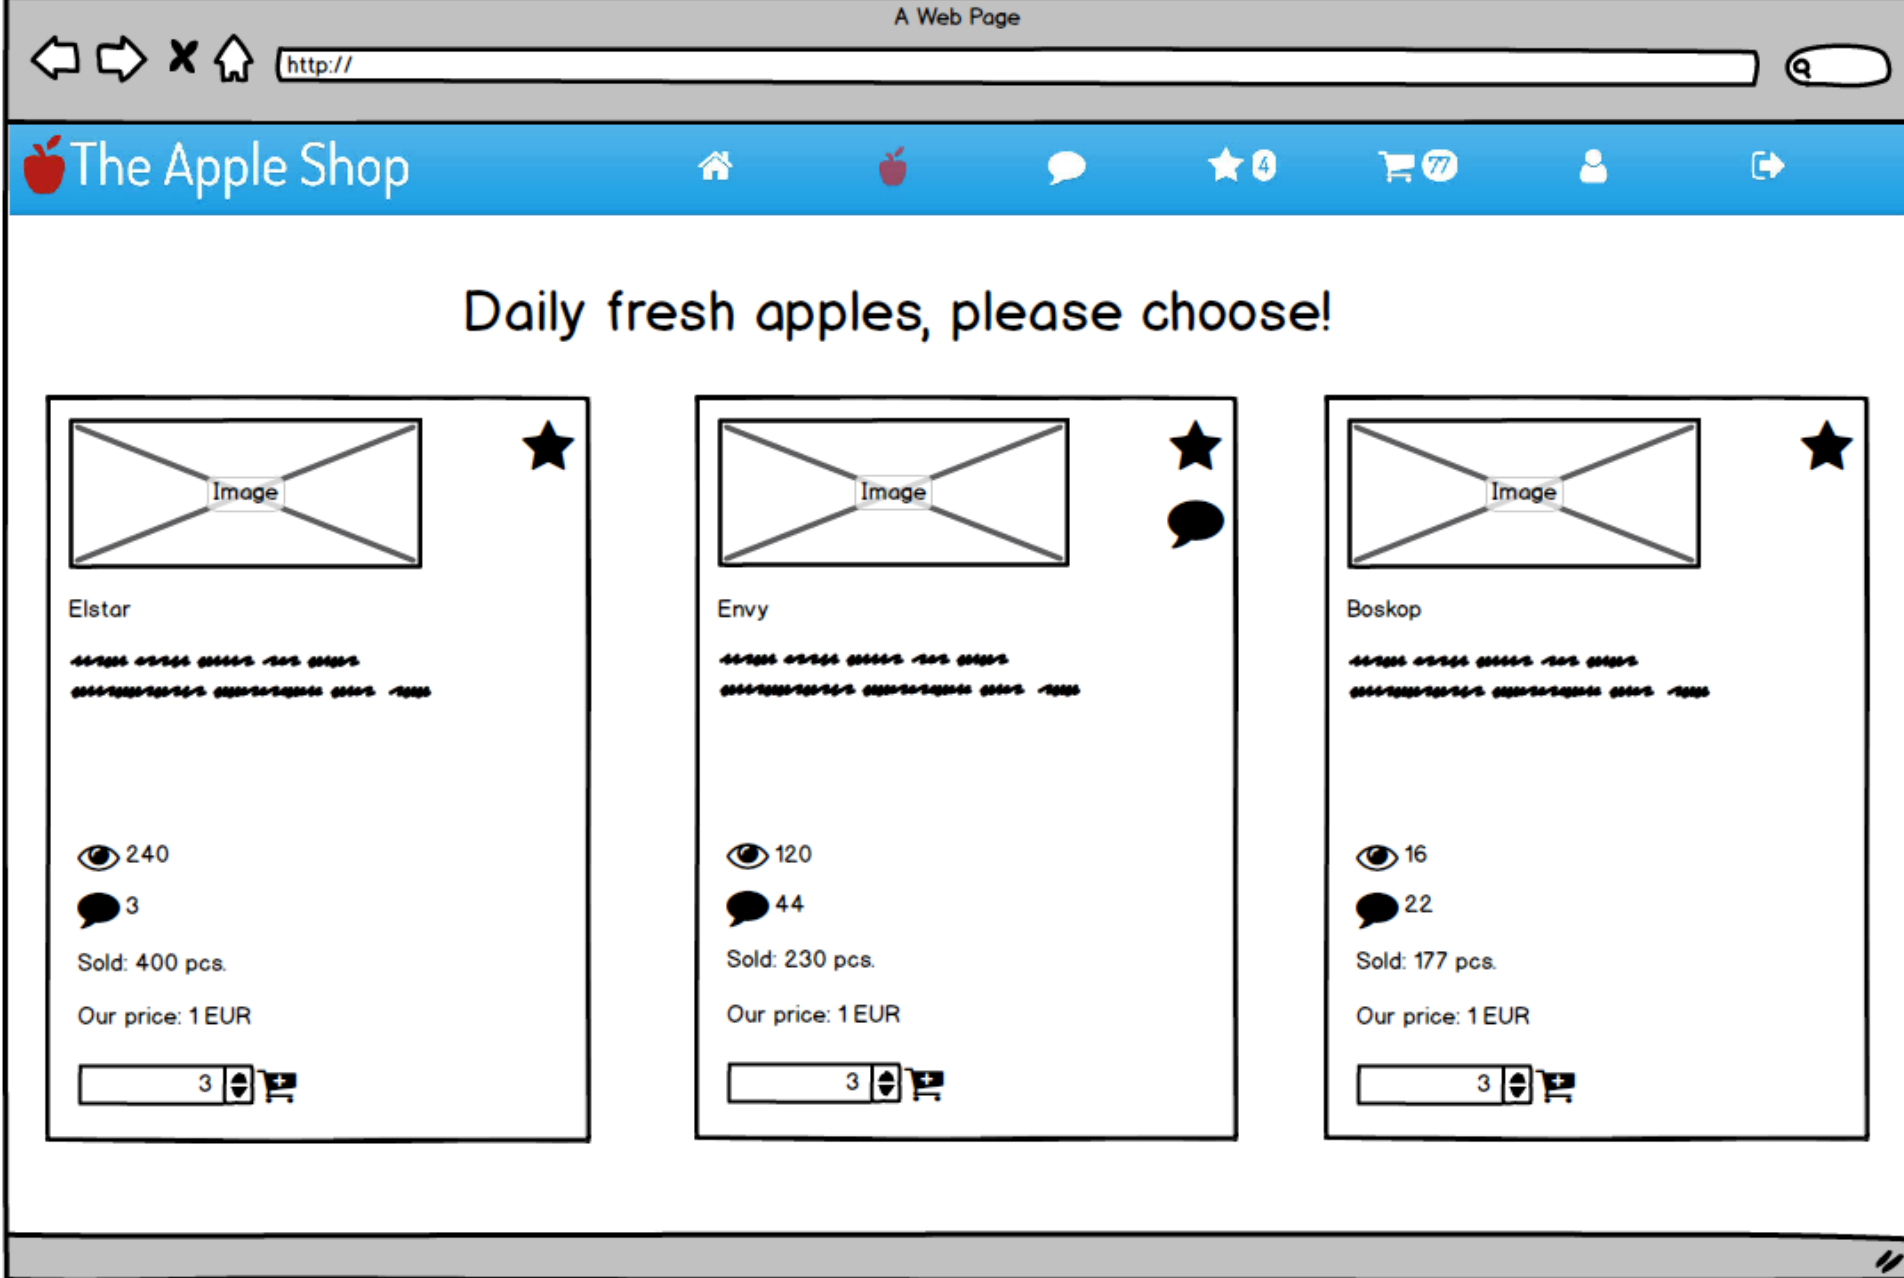 A Web Page
http://
The Apple Shop
4
77
Daily fresh apples, please choose!
Image
Elstar
240
3
Sold: 400 pcs.
Our price: 1 EUR
3
Image
Envy
120
44
Sold: 230 pcs.
Our price: 1 EUR
3
Image
Boskop
16
22
Sold: 177 pcs.
Our price: 1 EUR
3